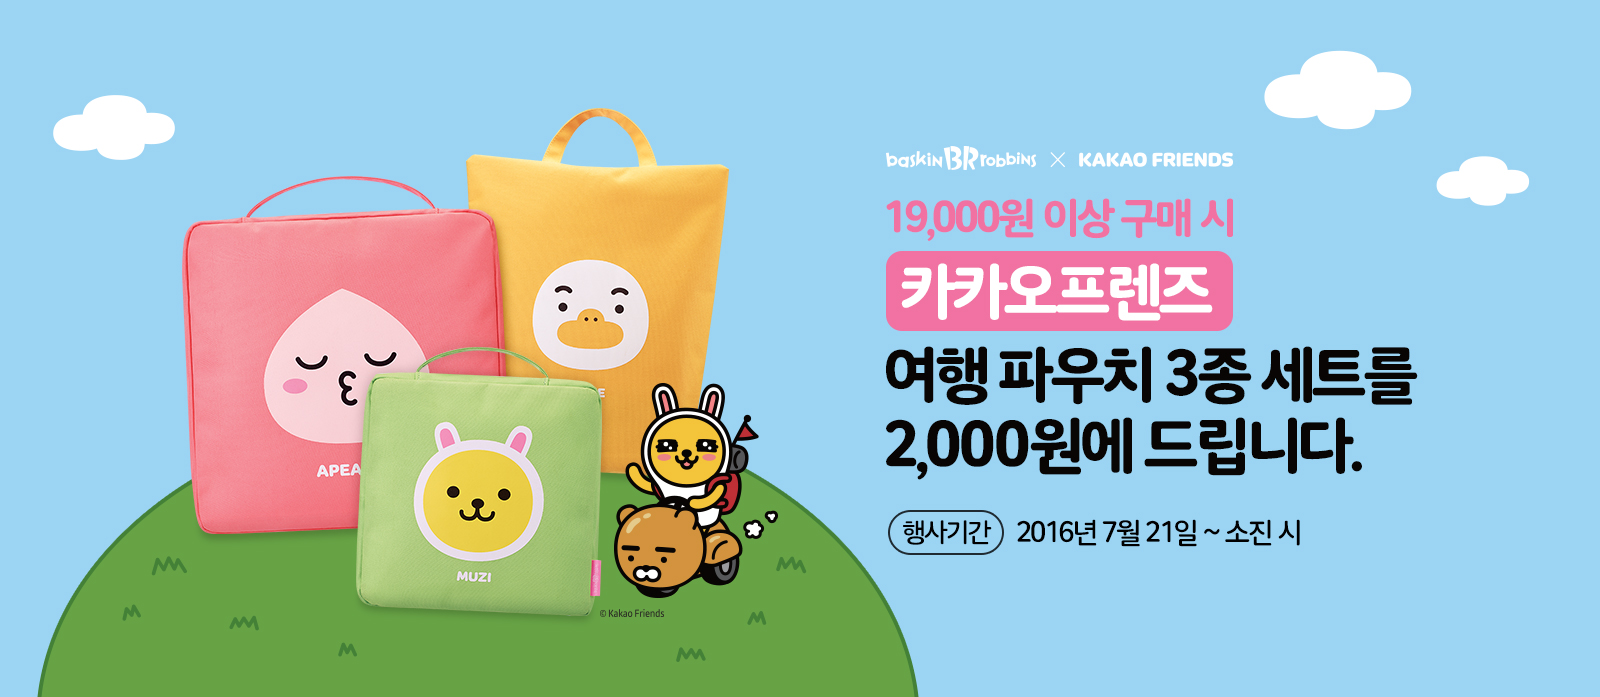 baskin BR robbins × KAKAO FRIENDS
19,000원 이상 구매 시
카카오프렌즈
여행 파우치 3종 세트를
2,000원에 드립니다.
행사기간 2016년 7월 21일 ~ 소진 시
APEA
E
MUZI
© Kakao Friends